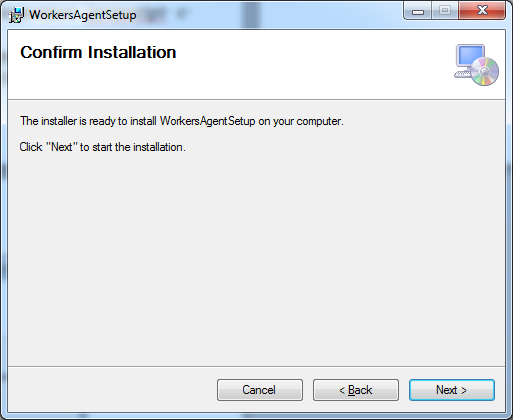 WorkersAgentSetup
Confirm Installation
The installer is ready to install WorkersAgentSetup on your computer.
Click "Next" to start the installation.
Cancel
< Back
Next >